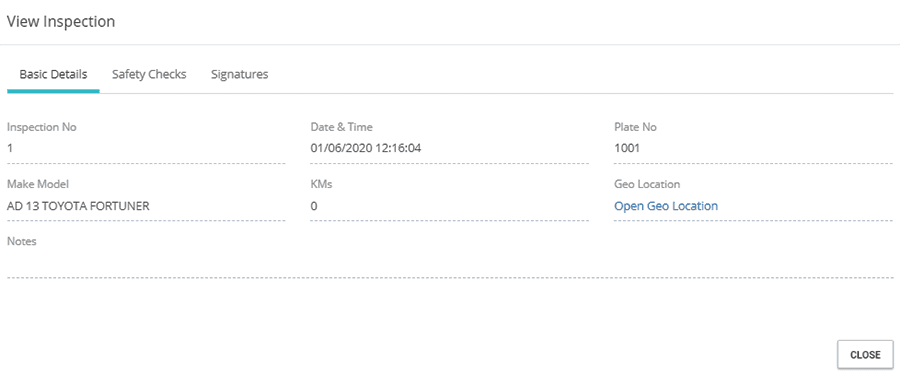 View Inspection
Basic Details Safety Checks Signatures
Inspection No Date & Time Plate No
1 01/06/2020 12:16:04 1001
Make Model KMs Geo Location
AD 13 TOYOTA FORTUNER 0 Open Geo Location
Notes
CLOSE